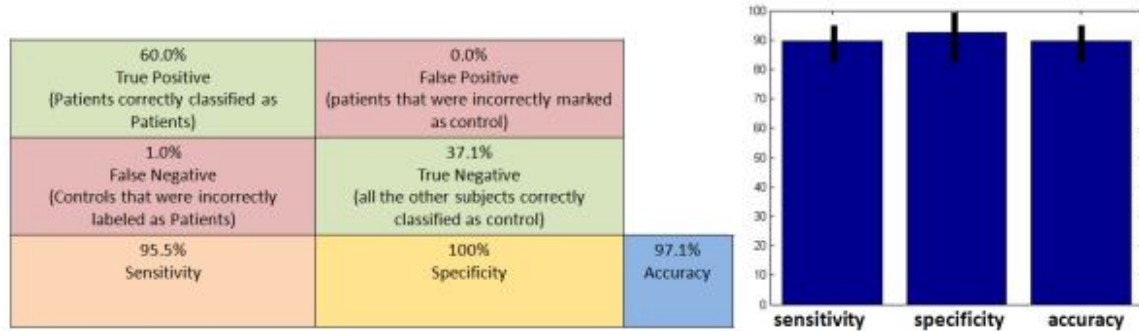 60.0%
True Positive
(Patients correctly classified as
Patients)
0.0%
False Positive
(patients that were incorrectly marked
as control)
1.0%
False Negative
(Controls that were incorrectly
labeled as Patients)
37.1%
True Negative
(all the other subjects correctly
classified as control)
95.5%
Sensitivity
100%
Specificity
97.1%
Accuracy
100
90
80
70
60
50
40
30
20
10
0
sensitivity specificity accuracy